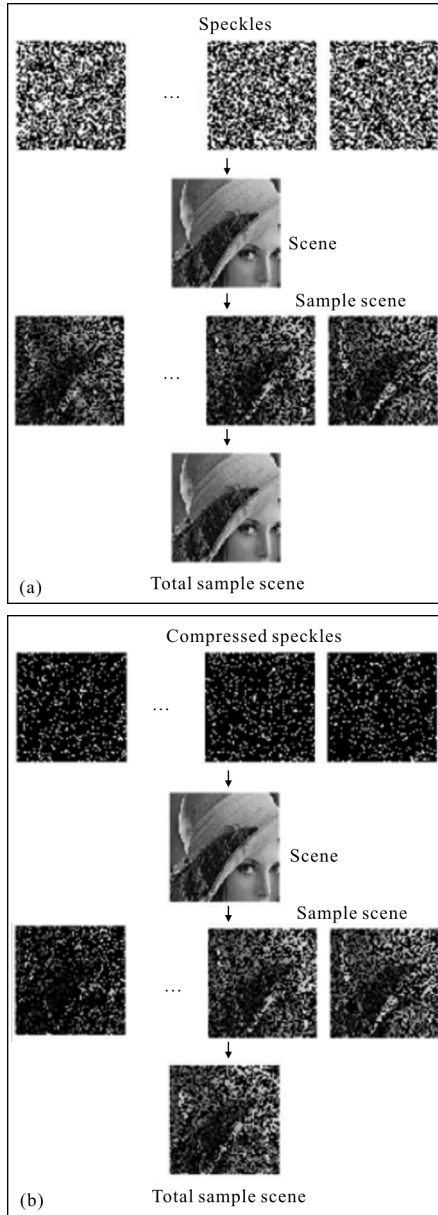 Speckles
...
Scene
Sample scene
...
Total sample scene
(a)
Compressed speckles
...
Scene
Sample scene
...
Total sample scene
(b)